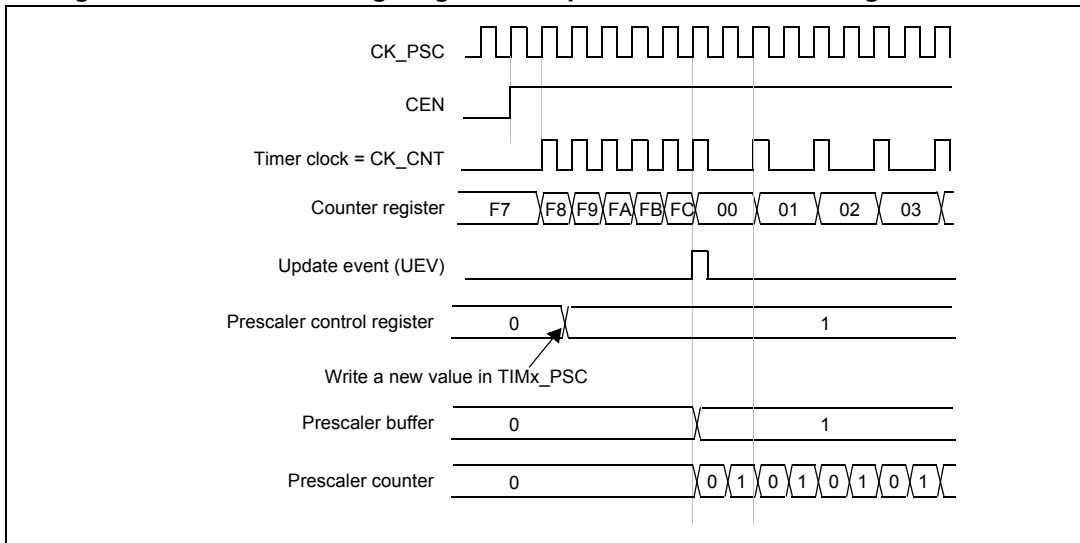 CK_PSC
CEN
Timer clock = CK_CNT
Counter register F7 F8 F9 FA FB FC 00 01 02 03
Update event (UEV)
Prescaler control register 0 1
Write a new value in TIMx_PSC
Prescaler buffer 0 1
Prescaler counter 0 0 1 0 1 0 1 0 1